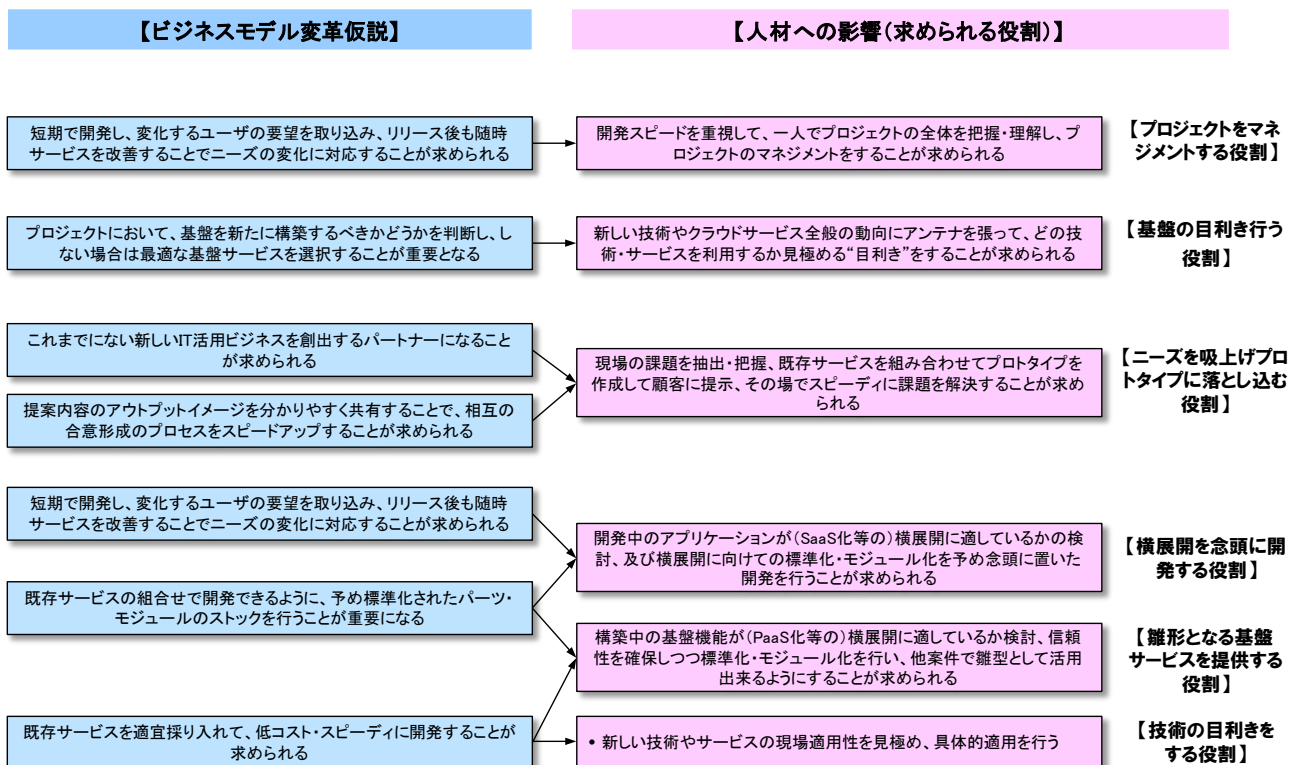 【ビジネスモデル変革仮説】
【人材への影響(求められる役割)】
短期で開発し、変化するユーザの要望を取り込み、リリース後も随時
サービスを改善することでニーズの変化に対応することが求められる
開発スピードを重視して、一人でプロジェクトの全体を把握・理解し、プ
ロジェクトのマネジメントをすることが求められる
【プロジェクトをマネ
ジメントする役割】
プロジェクトにおいて、基盤を新たに構築するべきかどうかを判断し、し
ない場合は最適な基盤サービスを選択することが重要となる
新しい技術やクラウドサービス全般の動向にアンテナを張って、どの技
術・サービスを利用するか見極める“目利き”をすることが求められる
【基盤の目利き行う
役割】
これまでにない新しいIT活用ビジネスを創出するパートナーになること
が求められる
提案内容のアウトプットイメージを分かりやすく共有することで、相互の
合意形成のプロセスをスピードアップすることが求められる
現場の課題を抽出・把握、既存サービスを組み合わせてプロトタイプを
作成して顧客に提示、その場でスピーディに課題を解決することが求め
られる
【ニーズを吸上げプロ
トタイプに落とし込む
役割】
短期で開発し、変化するユーザの要望を取り込み、リリース後も随時
サービスを改善することでニーズの変化に対応することが求められる
既存サービスの組合せで開発できるように、予め標準化されたパーツ・
モジュールのストックを行うことが重要になる
開発中のアプリケーションが(SaaS化等の)横展開に適しているかの検
討、及び横展開に向けての標準化・モジュール化を予め念頭に置いた
開発を行うことが求められる
【横展開を念頭に開
発する役割】
構築中の基盤機能が(PaaS化等の)横展開に適しているか検討、信頼
性を確保しつつ標準化・モジュール化を行い、他案件で雛型として活用
出来るようにすることが求められる
【雛形となる基盤
サービスを提供する
役割】
既存サービスを適宜採り入れて、低コスト・スピーディに開発することが
求められる
• 新しい技術やサービスの現場適用性を見極め、具体的適用を行う
【技術の目利きを
する役割】